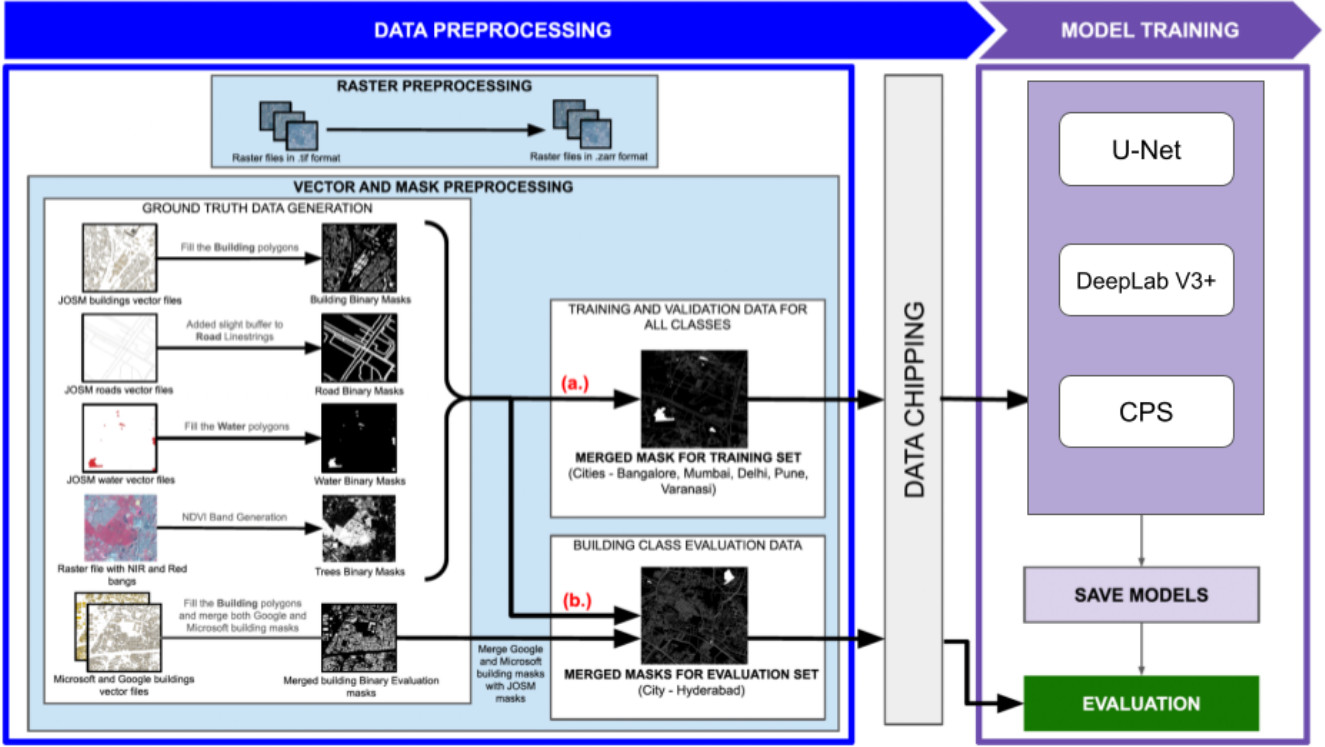 DATA PREPROCESSING
MODEL TRAINING
RASTER PREPROCESSING
Raster files in .tif format
Raster files in .zarr format
VECTOR AND MASK PREPROCESSING
GROUND TRUTH DATA GENERATION
Fill the Building polygons
JOSM buildings vector files
Building Binary Masks
Added slight buffer to
Road Linestrings
JOSM roads vector files
Road Binary Masks
Fill the Water polygons
JOSM water vector files
Water Binary Masks
NDVI Band Generation
Raster file with NIR and Red
bangs
Trees Binary Masks
Fill the Building polygons
and merge both Google and
Microsoft building masks
Microsoft and Google buildings
vector files
Merged building Binary Evaluation
masks
Merge Google
and Microsoft
building masks
with JOSM
masks
TRAINING AND VALIDATION DATA FOR
ALL CLASSES
(a.)
MERGED MASK FOR TRAINING SET
(Cities - Bangalore, Mumbai, Delhi, Pune,
Varanasi)
BUILDING CLASS EVALUATION DATA
(b.)
MERGED MASKS FOR EVALUATION SET
(City - Hyderabad)
DATA CHIPPING
U-Net
DeepLab V3+
CPS
SAVE MODELS
EVALUATION